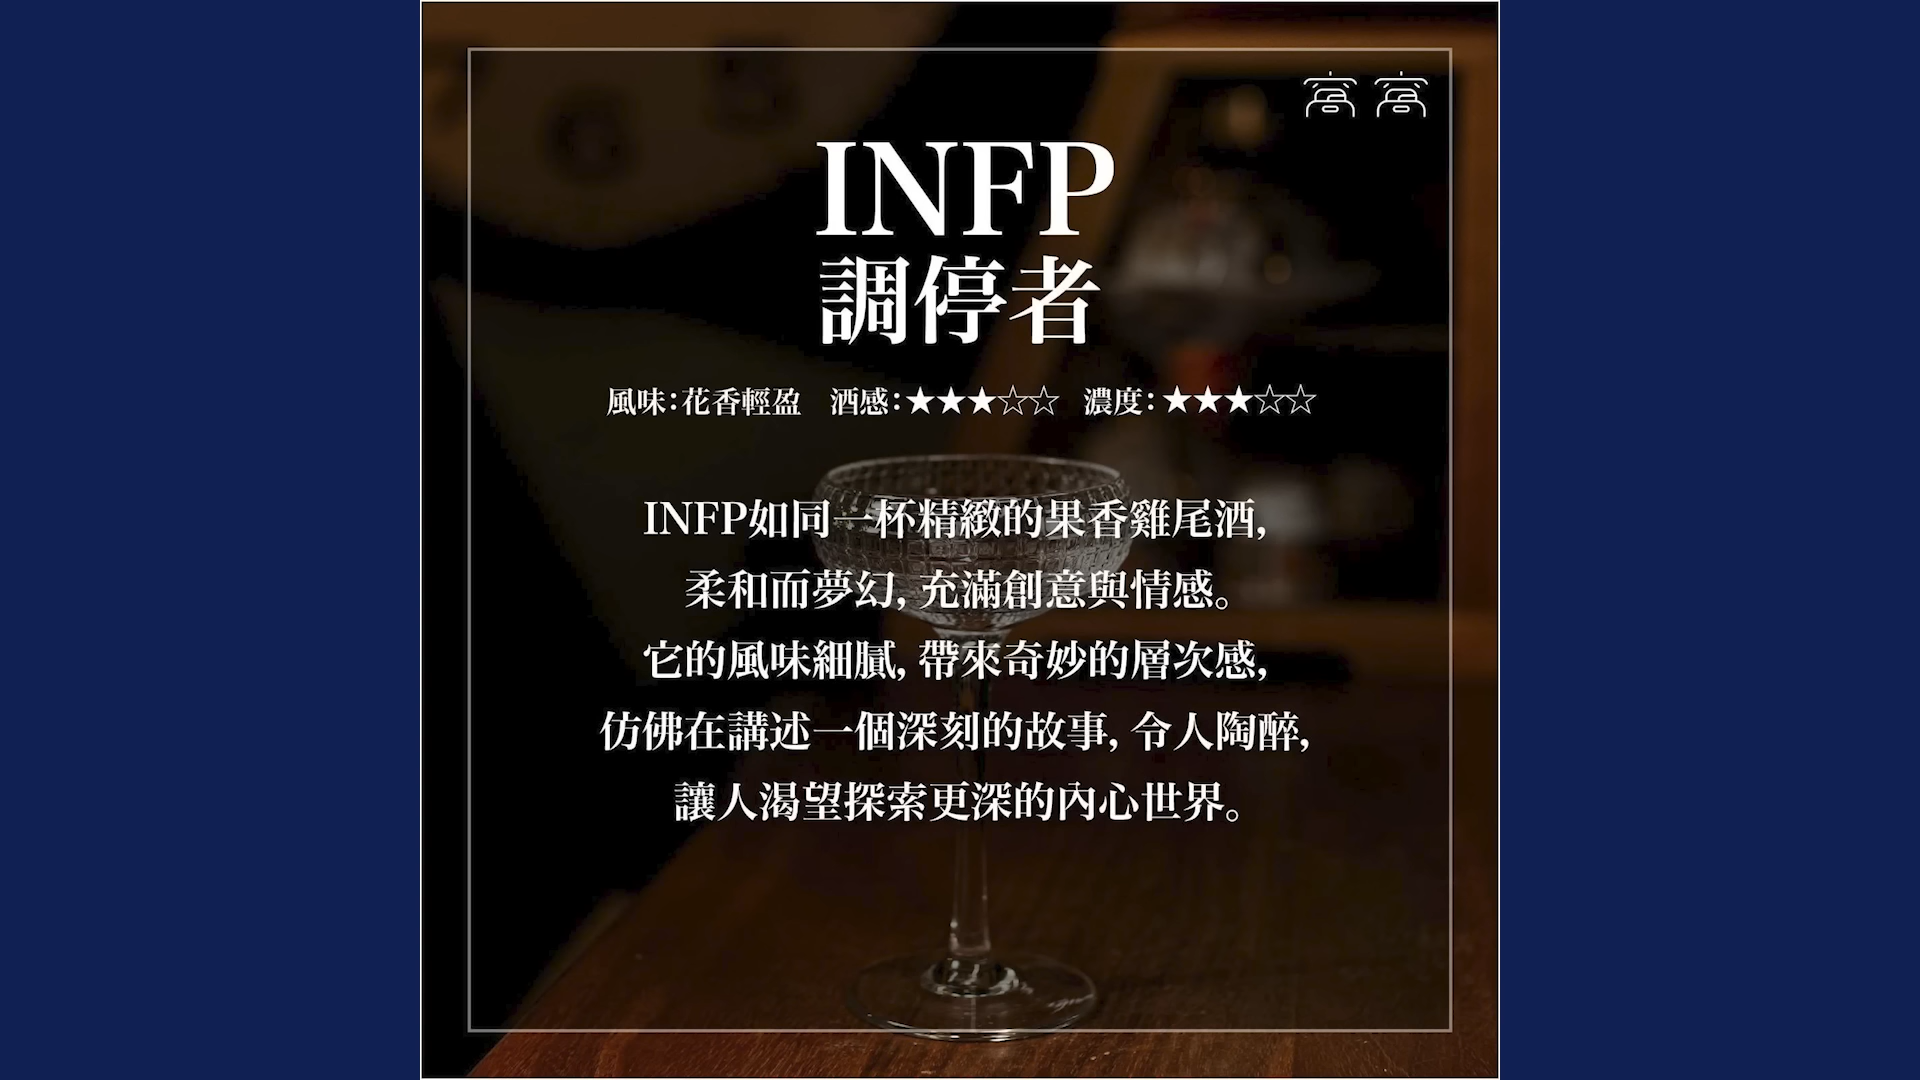 INFP
調停者
風味：花香輕盈　酒感：★★★☆☆　濃度：★★★☆☆
INFP如同一杯精緻的果香雞尾酒,
柔和而夢幻, 充滿創意與情感。
它的風味細膩, 帶來奇妙的層次感,
仿佛在講述一個深刻的故事, 令人陶醉,
讓人渴望探索更深的內心世界。